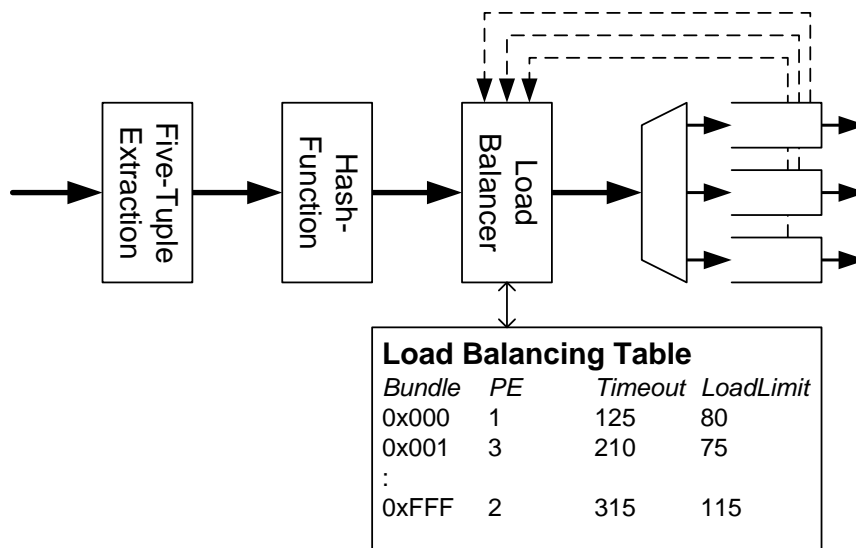 Five-Tuple
Extraction
Hash-
Function
Load
Balancer
Load Balancing Table
Bundle PE Timeout LoadLimit
0x000 1 125 80
0x001 3 210 75
:
0xFFF 2 315 115